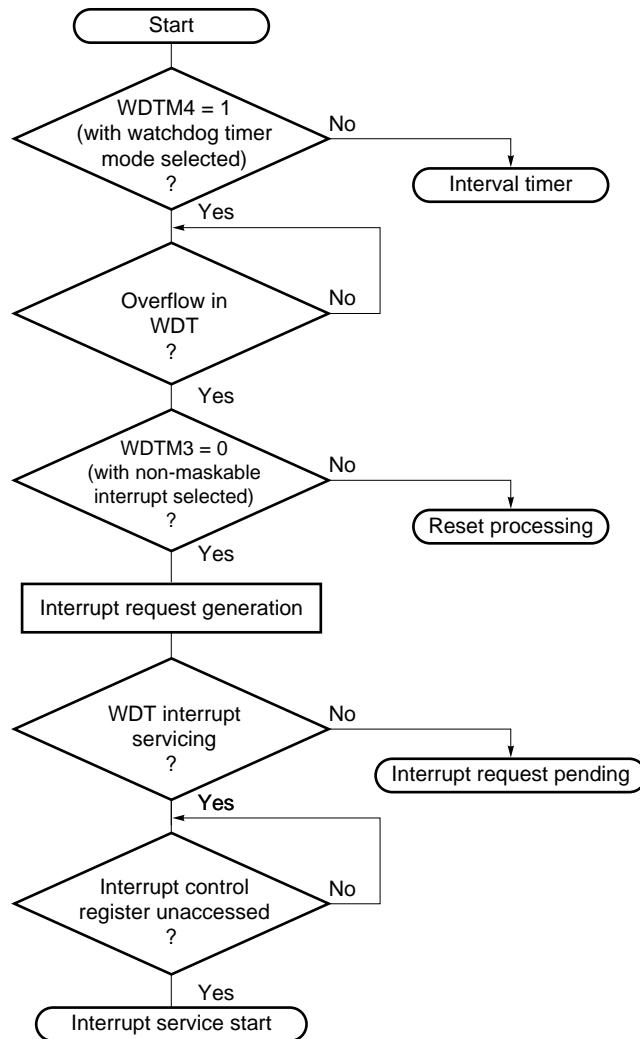 Start
WDTM4 = 1
(with watchdog timer
mode selected)
?
No
Interval timer
Yes
Overflow in
WDT
?
No
Yes
WDTM3 = 0
(with non-maskable
interrupt selected)
?
No
Reset processing
Yes
Interrupt request generation
WDT interrupt
servicing
?
No
Interrupt request pending
Yes
Interrupt control
register unaccessed
?
No
Yes
Interrupt service start